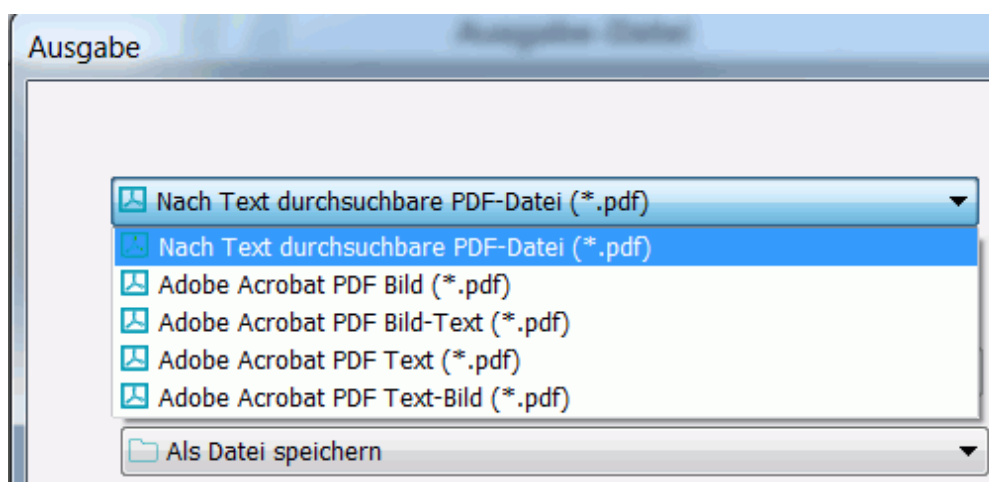 Ausgabe-Datei
Ausgabe
Nach Text durchsuchbare PDF-Datei (*.pdf)
Nach Text durchsuchbare PDF-Datei (*.pdf)
Adobe Acrobat PDF Bild (*.pdf)
Adobe Acrobat PDF Bild-Text (*.pdf)
Adobe Acrobat PDF Text (*.pdf)
Adobe Acrobat PDF Text-Bild (*.pdf)
Als Datei speichern